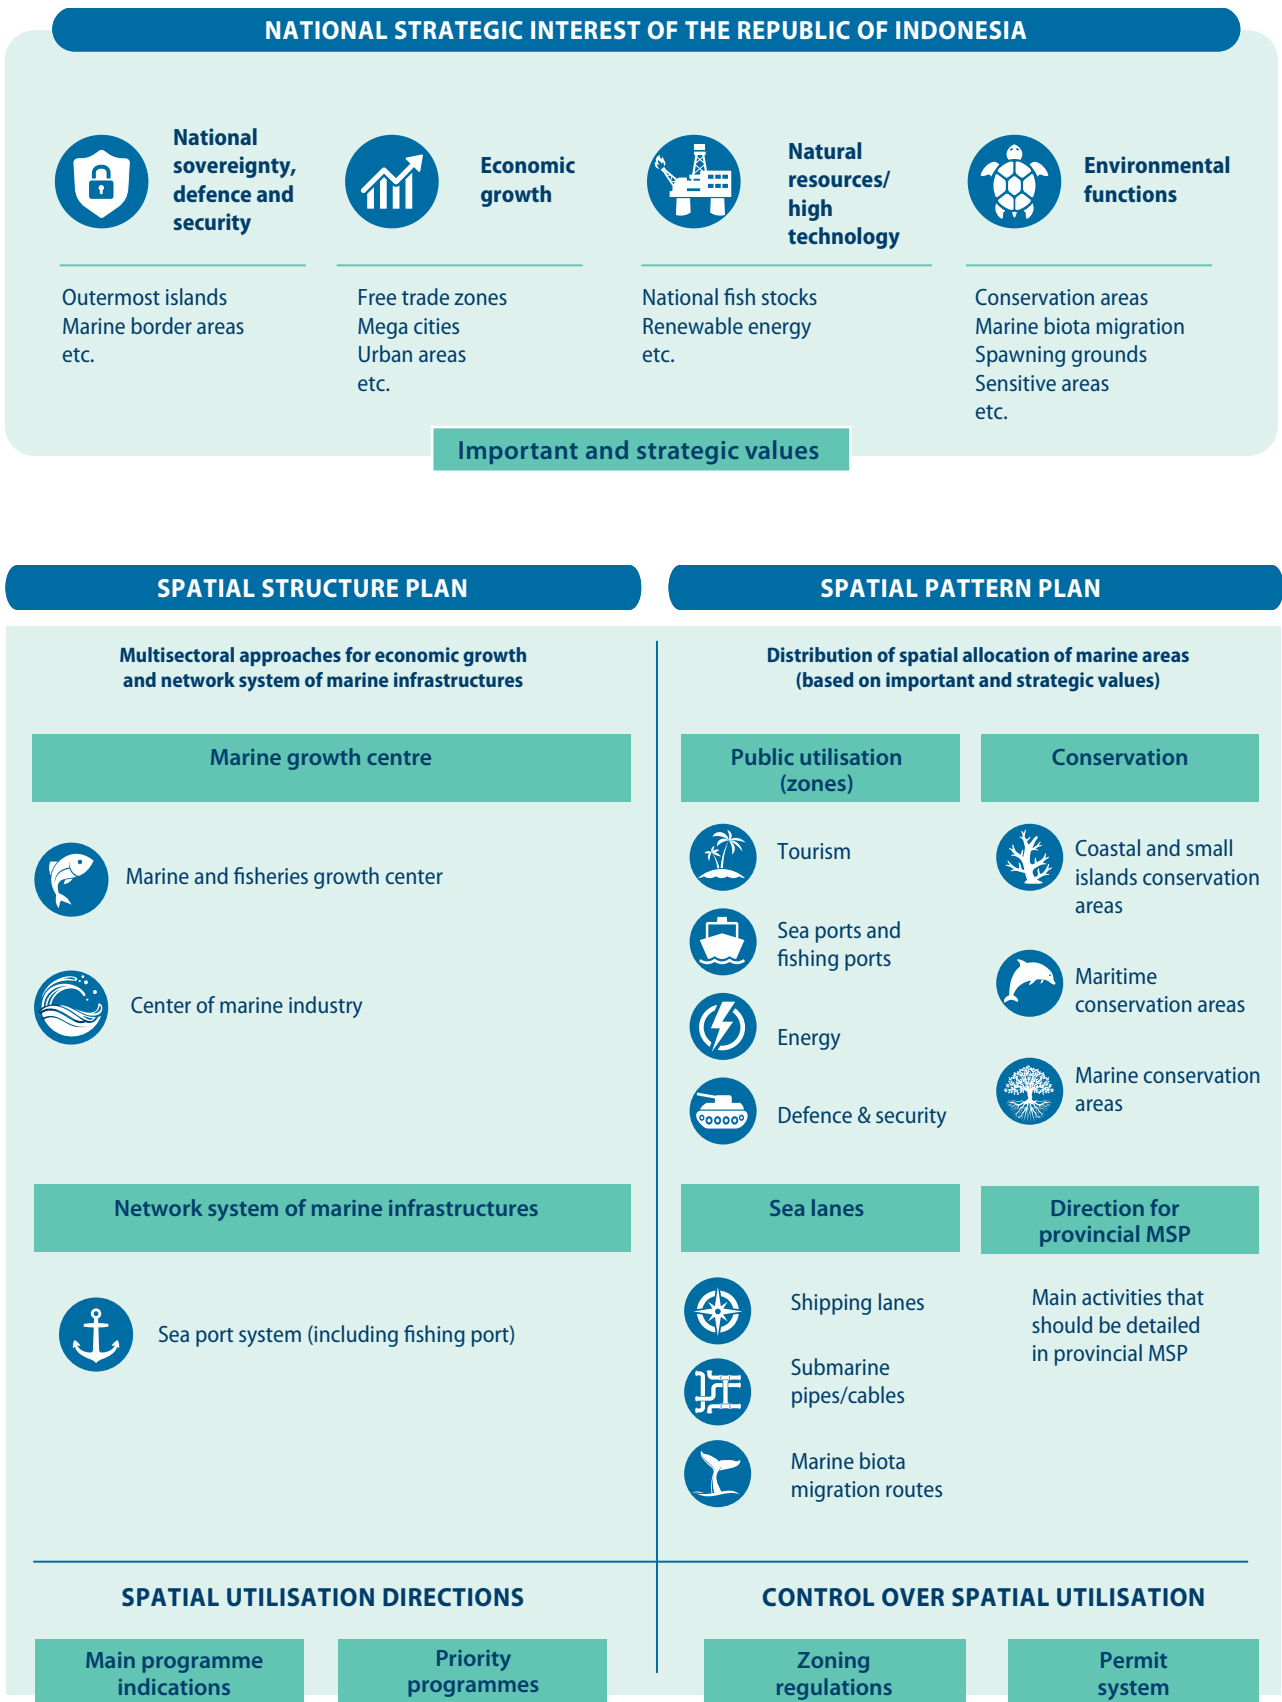 NATIONAL STRATEGIC INTEREST OF THE REPUBLIC OF INDONESIA
National
sovereignty,
defence and
security
Outermost islands
Marine border areas
etc.
Economic
growth
Free trade zones
Mega cities
Urban areas
etc.
Natural
resources/
high
technology
National fish stocks
Renewable energy
etc.
Environmental
functions
Conservation areas
Marine biota migration
Spawning grounds
Sensitive areas
etc.
Important and strategic values
SPATIAL STRUCTURE PLAN
Multisectoral approaches for economic growth
and network system of marine infrastructures
Marine growth centre
Marine and fisheries growth center
Center of marine industry
Network system of marine infrastructures
Sea port system (including fishing port)
SPATIAL PATTERN PLAN
Distribution of spatial allocation of marine areas
(based on important and strategic values)
Public utilisation
(zones)
Tourism
Sea ports and
fishing ports
Energy
Defence & security
Conservation
Coastal and small
islands conservation
areas
Maritime
conservation areas
Marine conservation
areas
Sea lanes
Shipping lanes
Submarine
pipes/cables
Marine biota
migration routes
Direction for
provincial MSP
Main activities that
should be detailed
in provincial MSP
SPATIAL UTILISATION DIRECTIONS
Main programme
indications
Priority
programmes
CONTROL OVER SPATIAL UTILISATION
Zoning
regulations
Permit
system